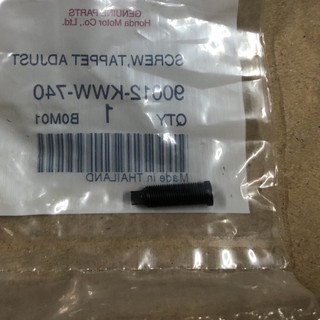 GENUINE PARTS
Honda Motor Co., Ltd.
SCREW, TAPPET ADJUST
90012-KWW-740
QTY 1 B0M01
Made in THAILAND